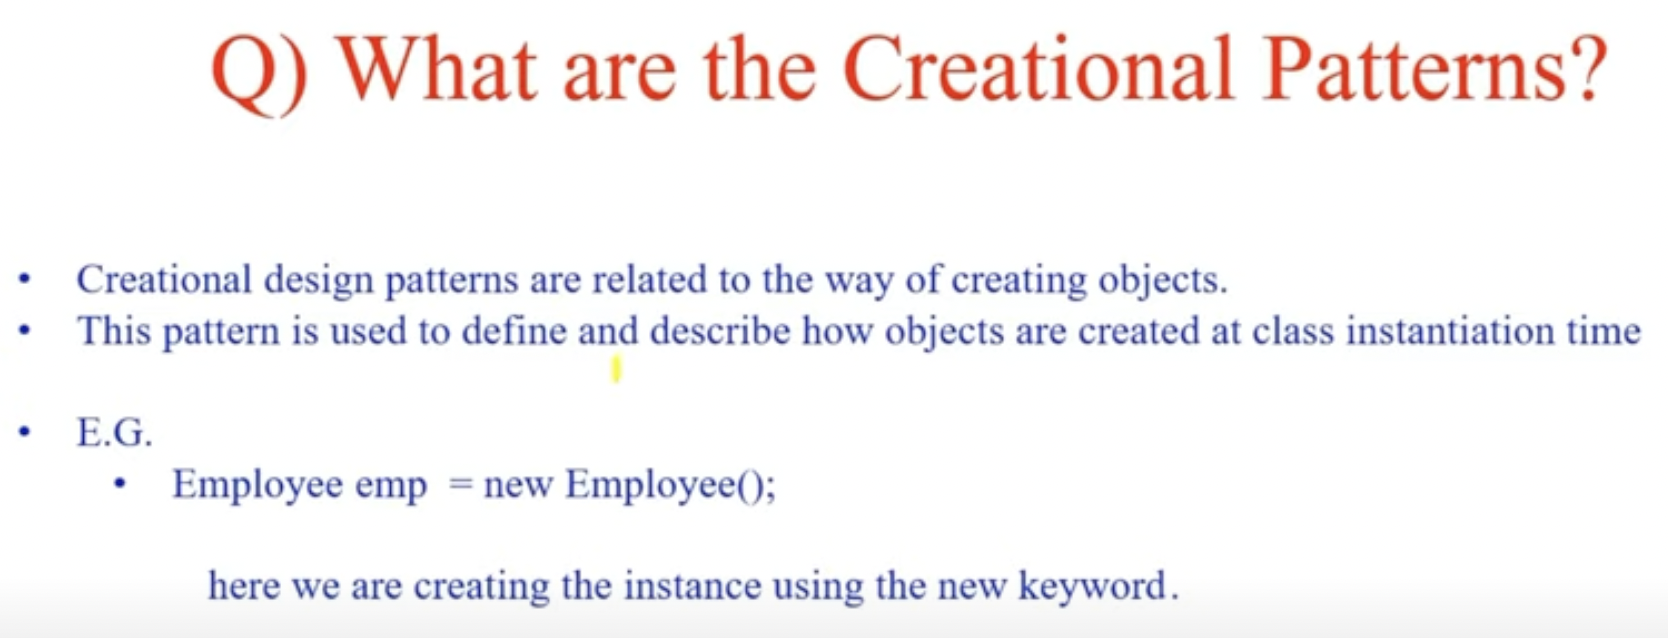 Q) What are the Creational Patterns?
• Creational design patterns are related to the way of creating objects.
• This pattern is used to define and describe how objects are created at class instantiation time
• E.G.
• Employee emp = new Employee();
here we are creating the instance using the new keyword.